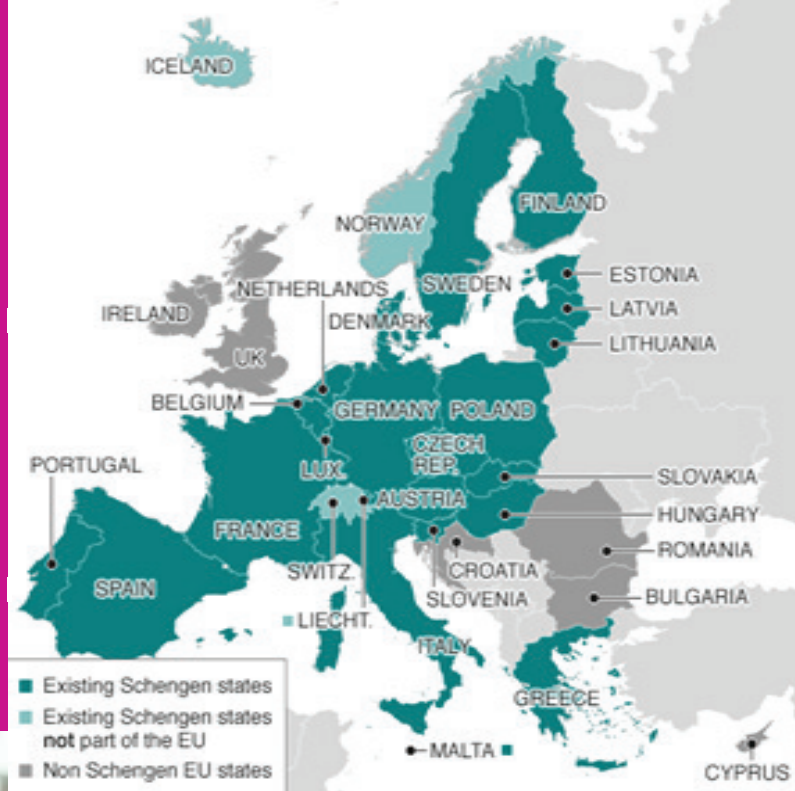 ICELAND
NORWAY
FINLAND
SWEDEN
ESTONIA
LATVIA
LITHUANIA
NETHERLANDS
IRELAND
DENMARK
UK
BELGIUM
GERMANY
POLAND
CZECH
REP.
PORTUGAL
LUX.
SLOVAKIA
AUSTRIA
HUNGARY
FRANCE
ROMANIA
SWITZ.
CROATIA
SPAIN
SLOVENIA
BULGARIA
LIECHT.
ITALY
GREECE
MALTA
CYPRUS
Existing Schengen states
Existing Schengen states
not part of the EU
Non Schengen EU states